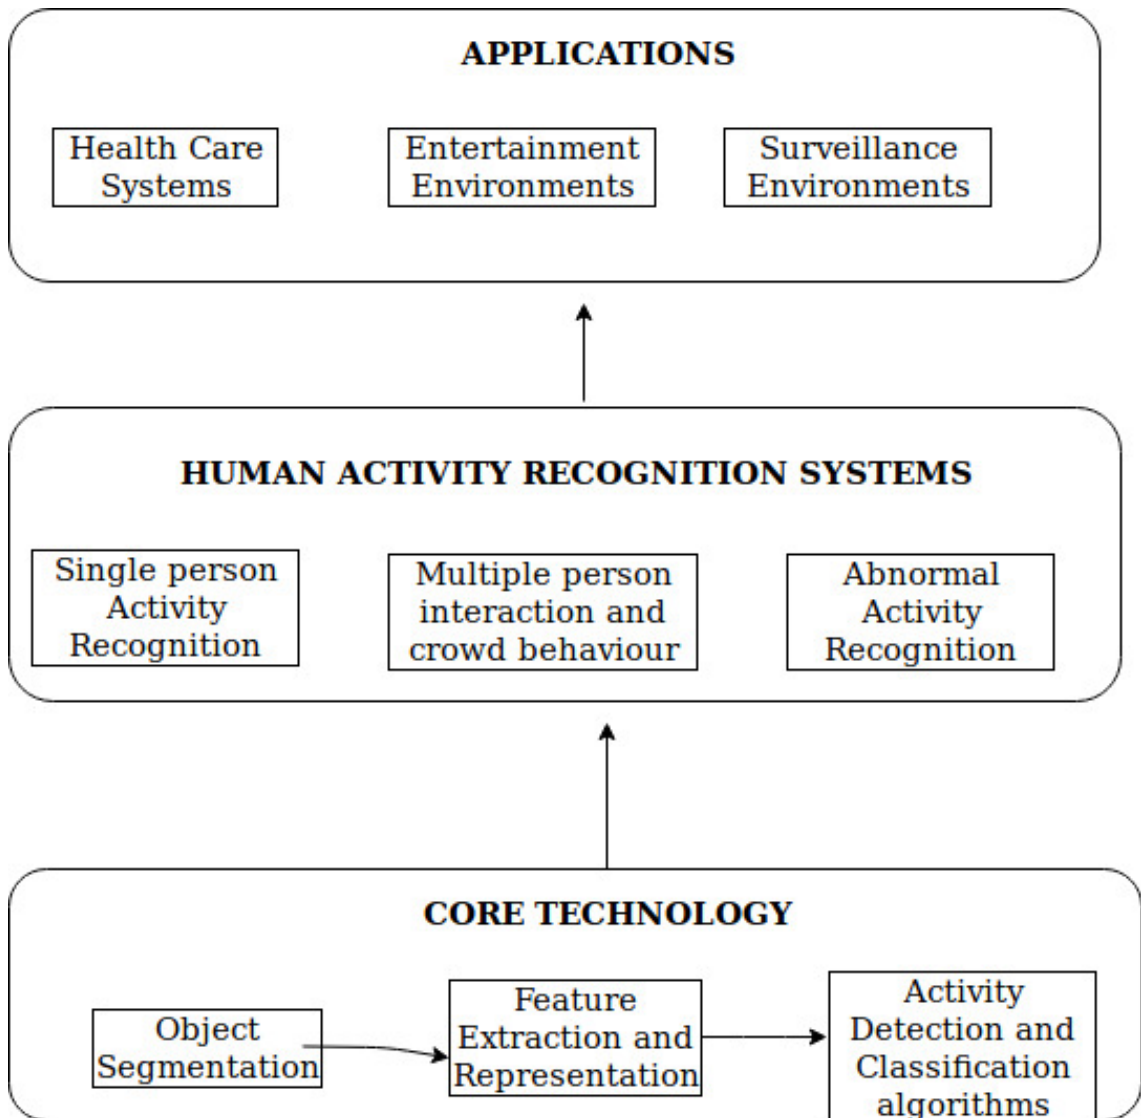 APPLICATIONS
Health Care
Systems
Entertainment
Environments
Surveillance
Environments
HUMAN ACTIVITY RECOGNITION SYSTEMS
Single person
Activity
Recognition
Multiple person
interaction and
crowd behaviour
Abnormal
Activity
Recognition
CORE TECHNOLOGY
Object
Segmentation
Feature
Extraction and
Representation
Activity
Detection and
Classification
algorithms